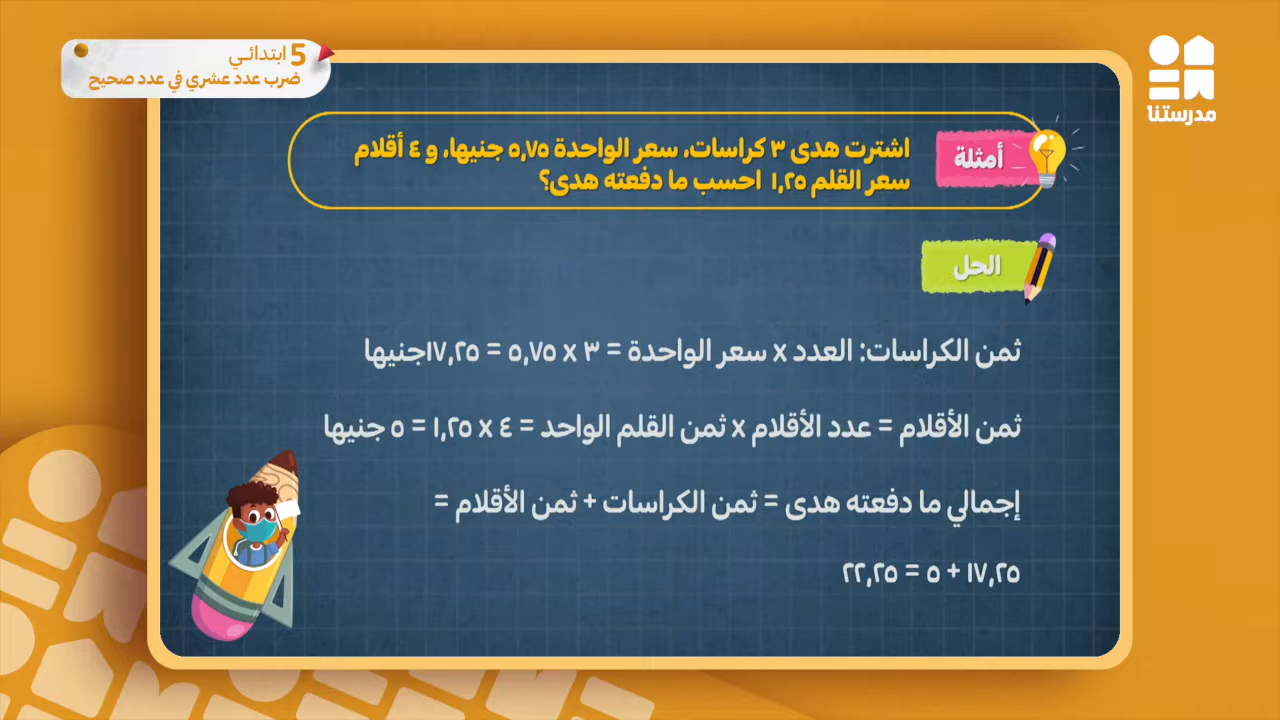 5 ابتدائي
ضرب عدد عشري في عدد صحيح
مدرستنا
أمثلة
اشترت هدى ٣ كراسات، سعر الواحدة ٥,٧٥ جنيها، و ٤ أقلام
سعر القلم ١,٢٥ احسب ما دفعته هدى؟
الحل
ثمن الكراسات: العدد x سعر الواحدة = ٣ x ٥,٧٥ = ١٧,٢٥جنيها
ثمن الأقلام = عدد الأقلام x ثمن القلم الواحد = ٤ x ١,٢٥ = ٥ جنيها
إجمالي ما دفعته هدى = ثمن الكراسات + ثمن الأقلام =
١٧,٢٥ + ٥ = ٢٢,٢٥